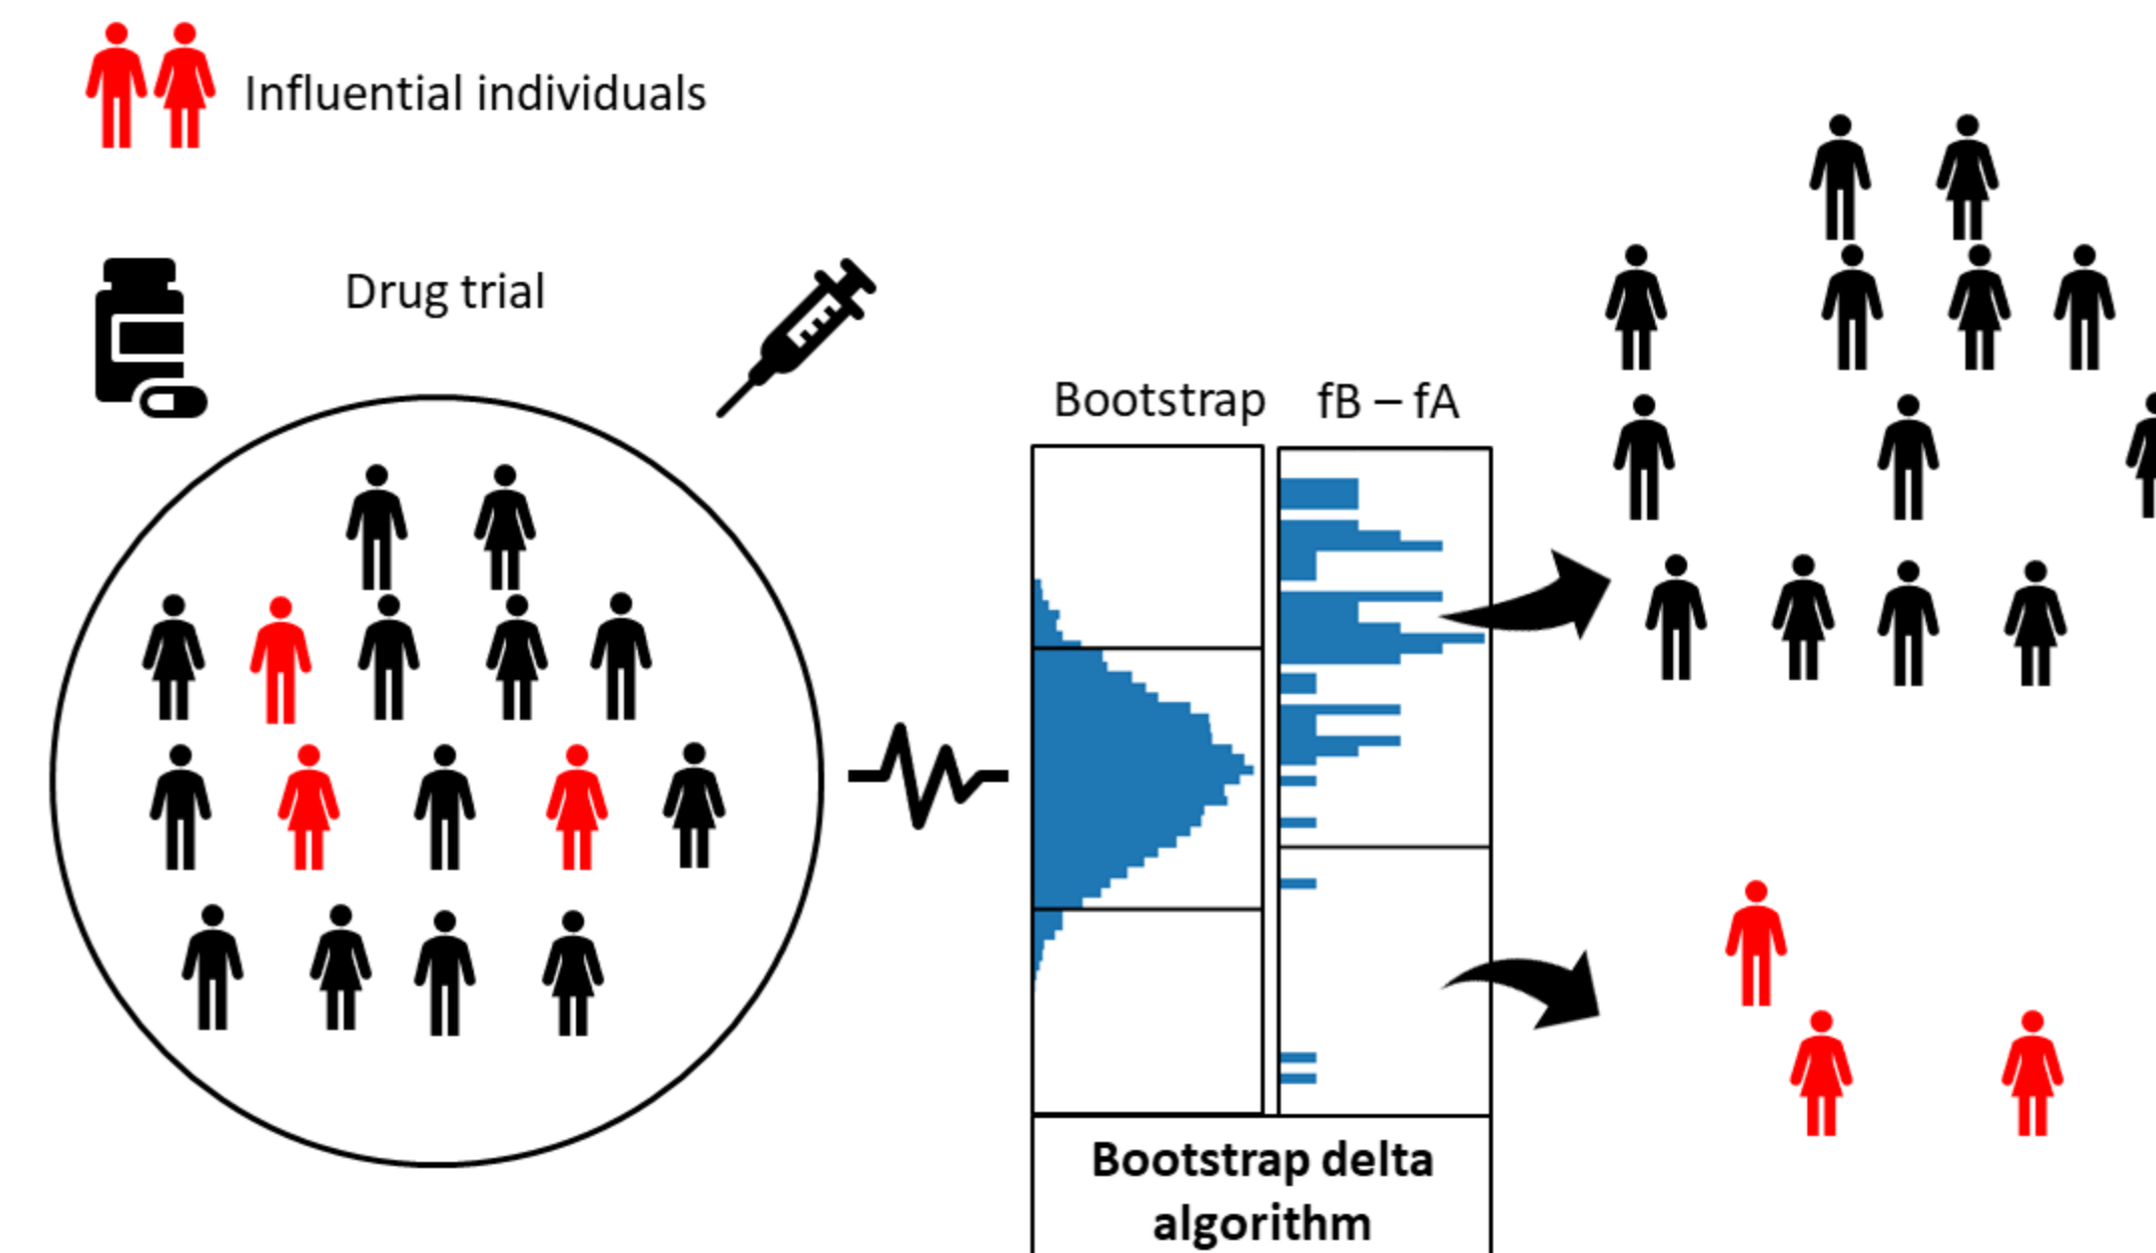 Influential individuals
Drug trial
Bootstrap
fB – fA
Bootstrap delta
algorithm